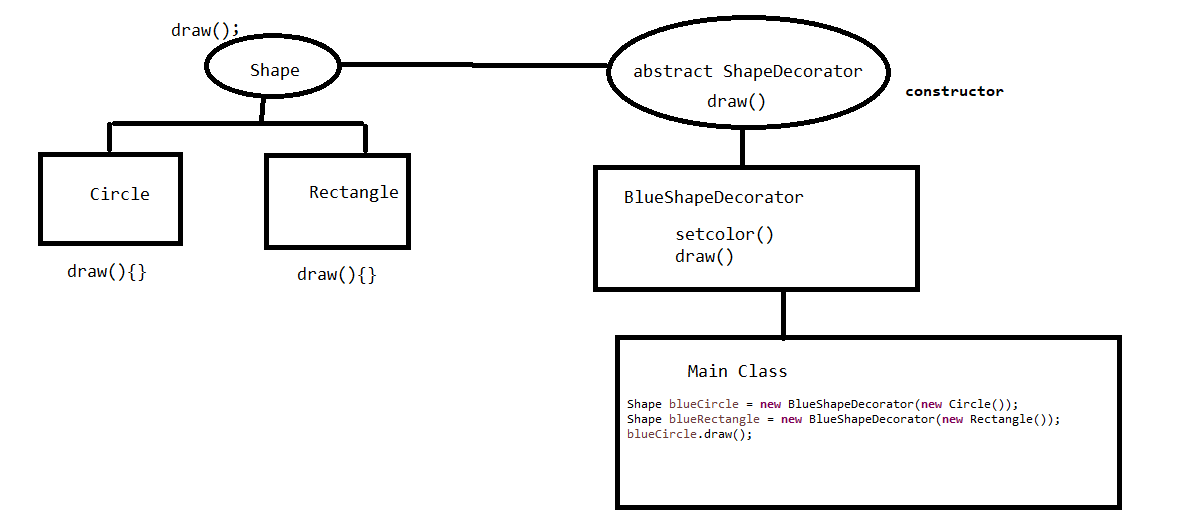 draw();
Shape
abstract ShapeDecorator
draw()
constructor
Circle
Rectangle
draw(){}
draw(){}
BlueShapeDecorator
setcolor()
draw()
Main Class
Shape blueCircle = new BlueShapeDecorator(new Circle());
Shape blueRectangle = new BlueShapeDecorator(new Rectangle());
blueCircle.draw();